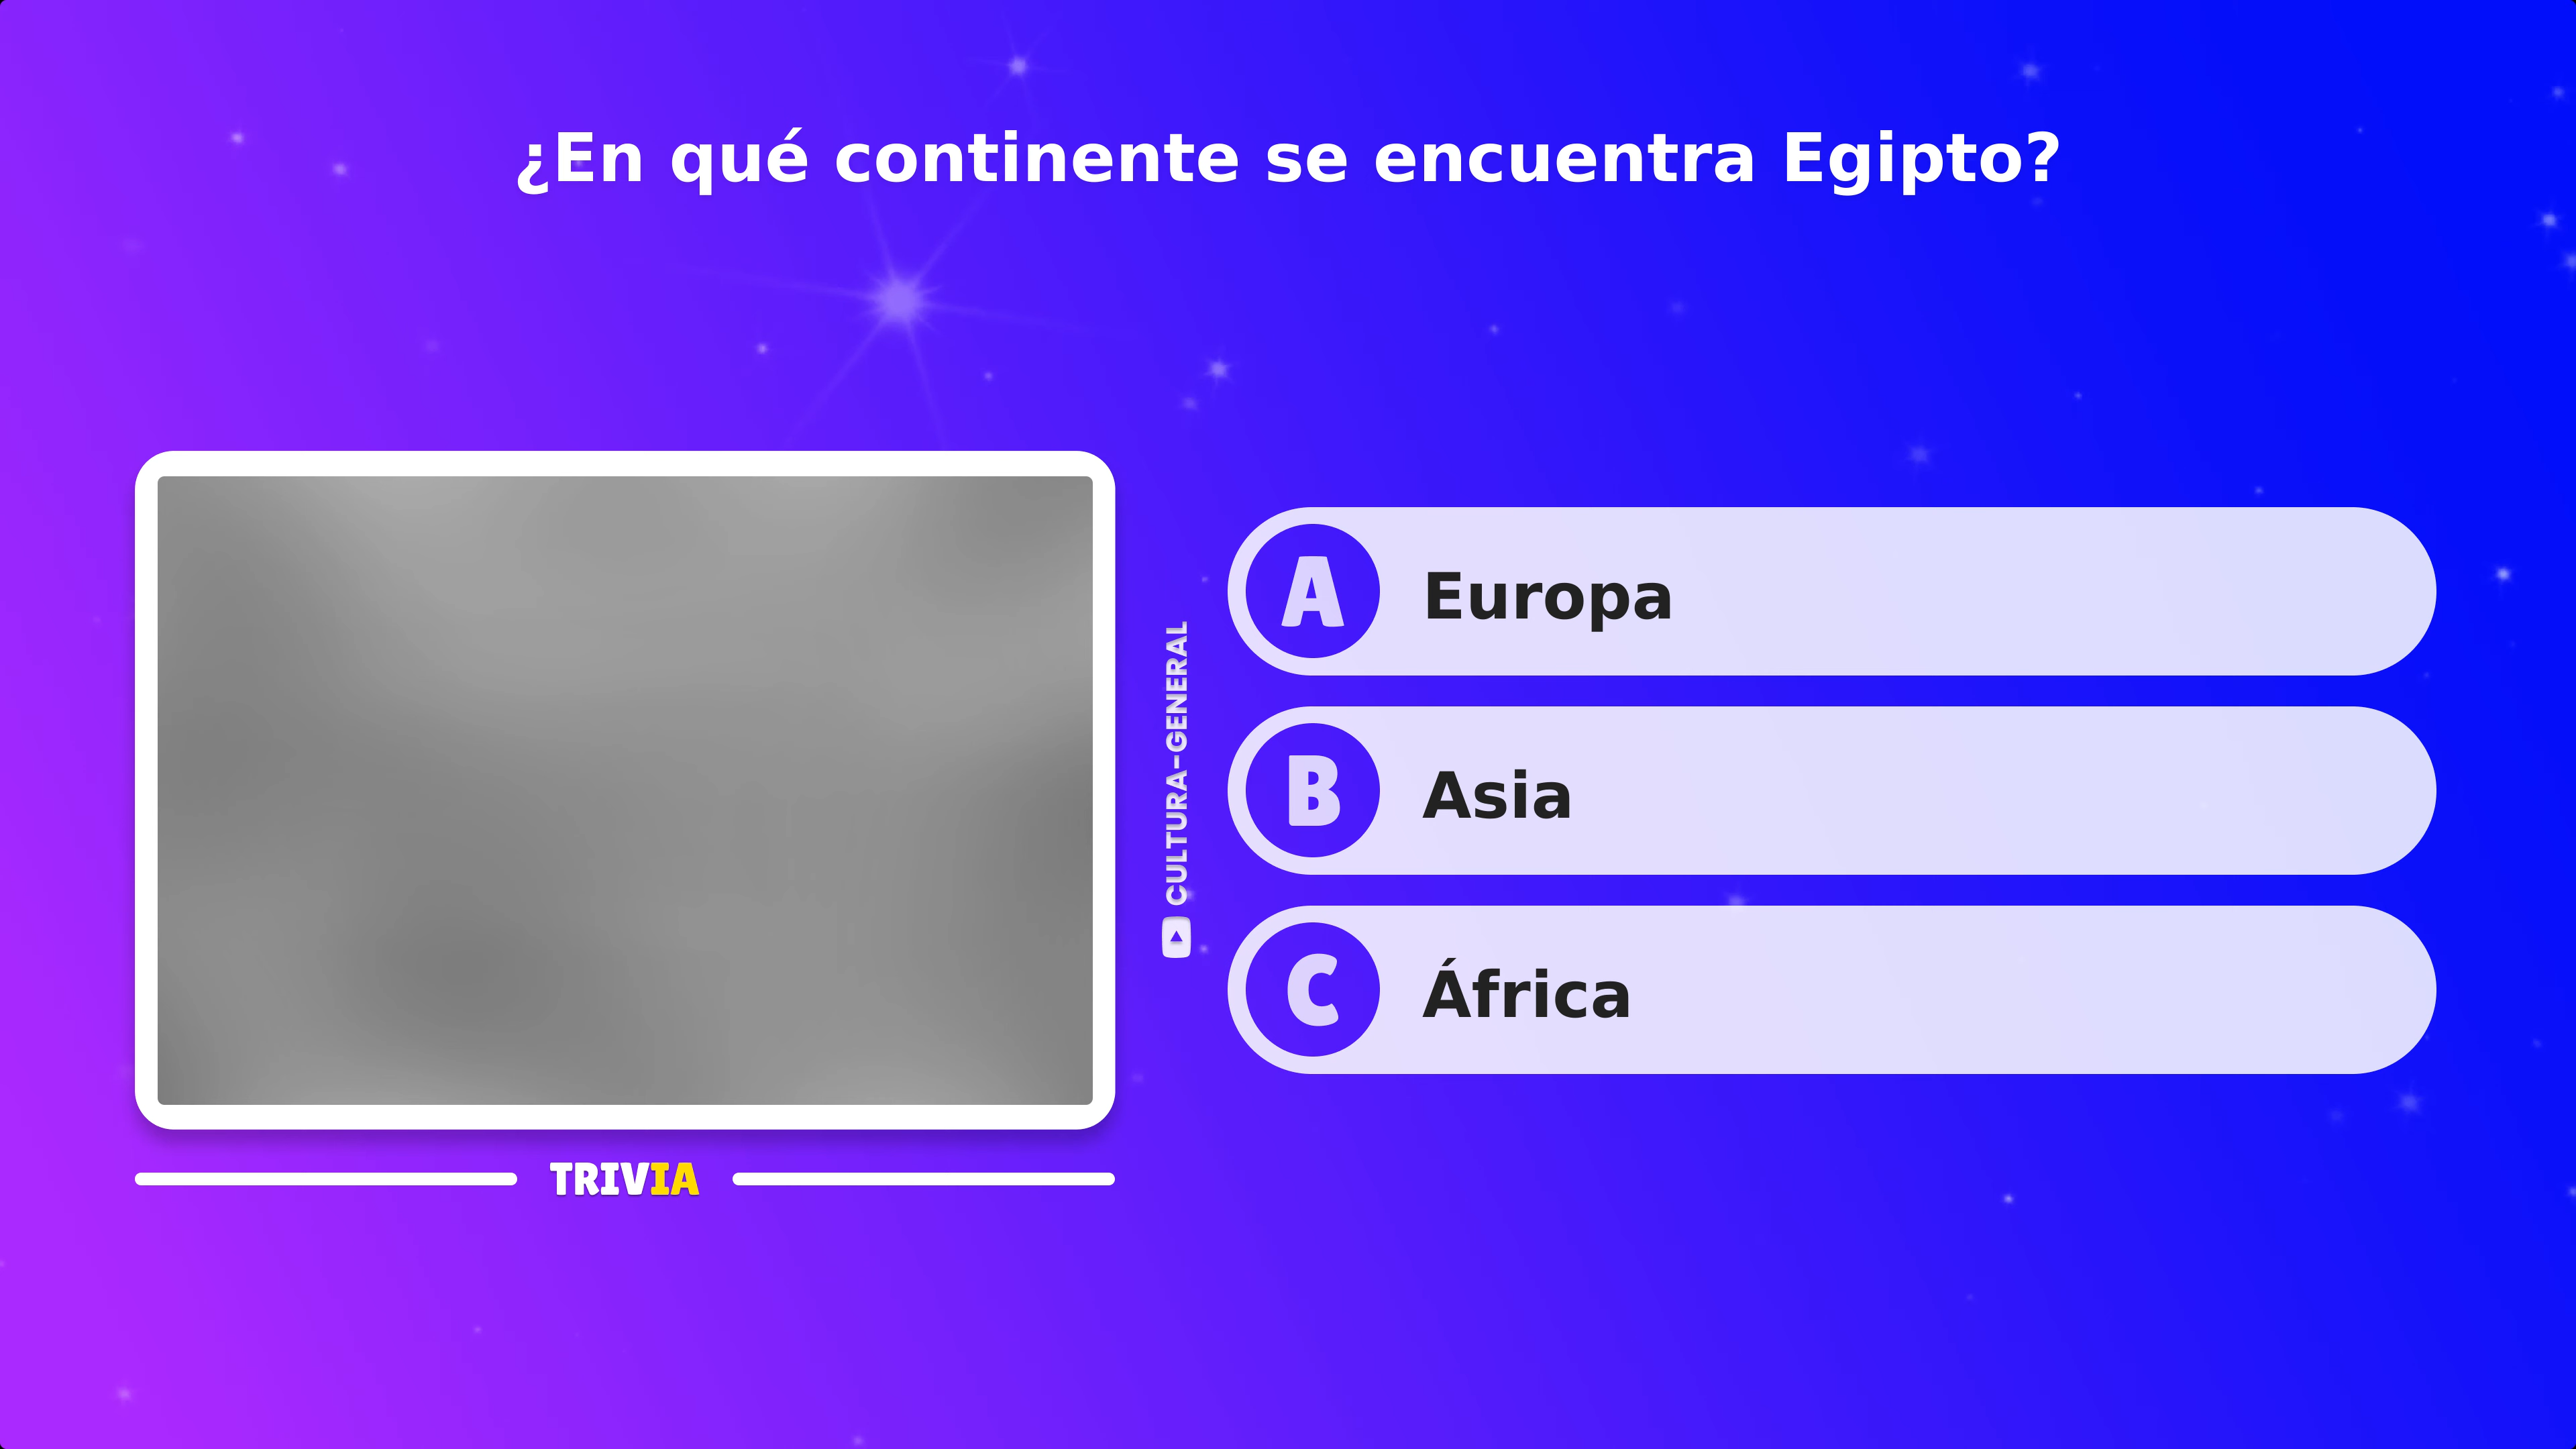 ¿En qué continente se encuentra Egipto?
A Europa
B Asia
C África
CULTURA-GENERAL
TRIVIA